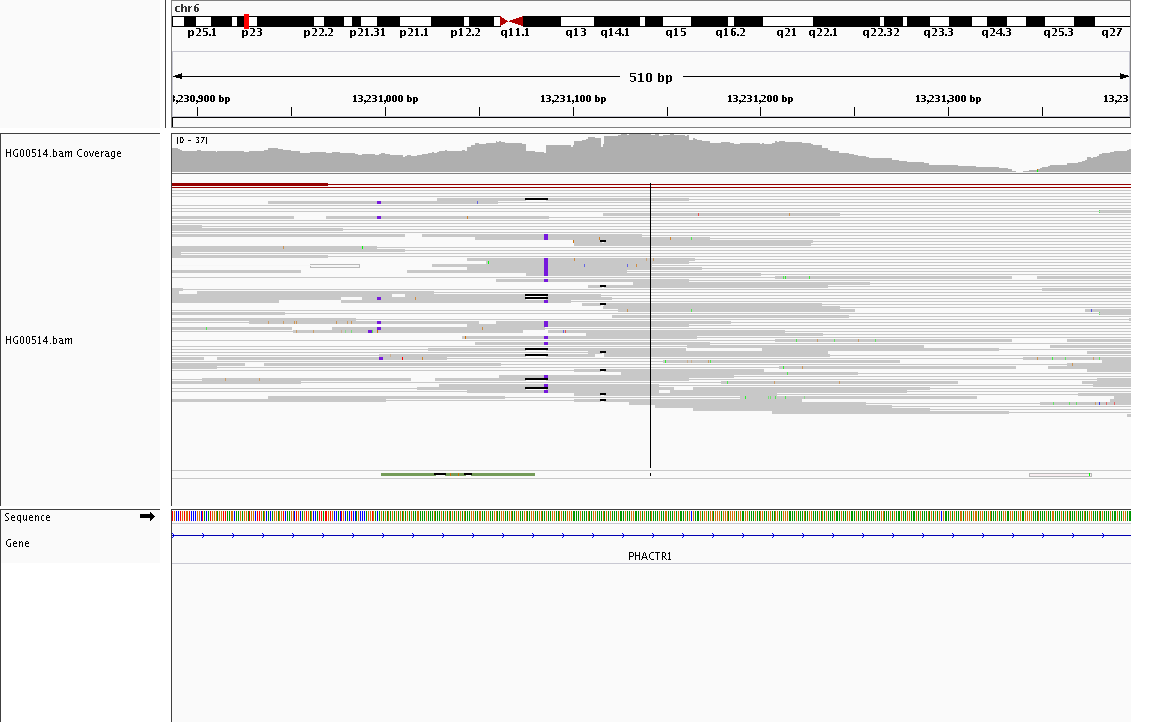 chr6
p25.1 p23 p22.2 p21.31 p21.1 p12.2 q11.1 q13 q14.1 q15 q16.2 q21 q22.1 q22.32 q23.3 q24.3 q25.3 q27
510 bp
3,230,900 bp 13,231,000 bp 13,231,100 bp 13,231,200 bp 13,231,300 bp 13,23
[0 - 37]
HG00514.bam Coverage
HG00514.bam
Sequence
Gene
PHACTR1